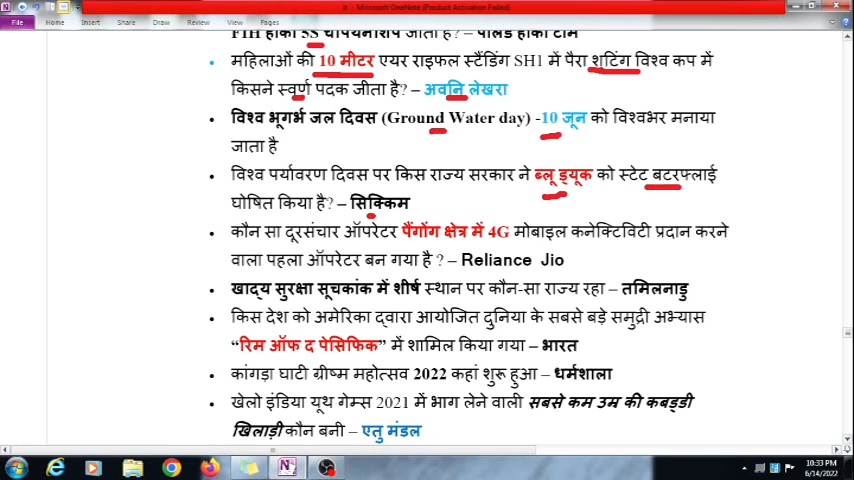 it - Microsoft OneNote (Product Activation Failed)
File Home Insert Draw History Review View Pages
FIH हॉकी 5S चैंपियनशिप जीती है? – पोलैंड हॉकी टीम
• महिलाओं की 10 मीटर एयर राइफल स्टैंडिंग SH1 में पैरा शूटिंग विश्व कप में
किसने स्वर्ण पदक जीता है? – अवनि लेखरा
• विश्व भूगर्भ जल दिवस (Ground Water day) -10 जून को विश्वभर मनाया
जाता है
• विश्व पर्यावरण दिवस पर किस राज्य सरकार ने ब्लू ड्यूक को स्टेट बटरफ्लाई
घोषित किया है? – सिक्किम
• कौन सा दूरसंचार ऑपरेटर पैंगोंग क्षेत्र में 4G मोबाइल कनेक्टिविटी प्रदान करने
वाला पहला ऑपरेटर बन गया है ? – Reliance Jio
• खाद्य सुरक्षा सूचकांक में शीर्ष स्थान पर कौन-सा राज्य रहा – तमिलनाडु
• किस देश को अमेरिका द्वारा आयोजित दुनिया के सबसे बड़े समुद्री अभ्यास
“रिम ऑफ द पेसिफिक” में शामिल किया गया – भारत
• कांगड़ा घाटी ग्रीष्म महोत्सव 2022 कहां शुरू हुआ – धर्मशाला
• खेलो इंडिया यूथ गेम्स 2021 में भाग लेने वाली सबसे कम उम्र की कबड्डी
खिलाड़ी कौन बनी – एतु मंडल
10:33 PM
6/14/2022